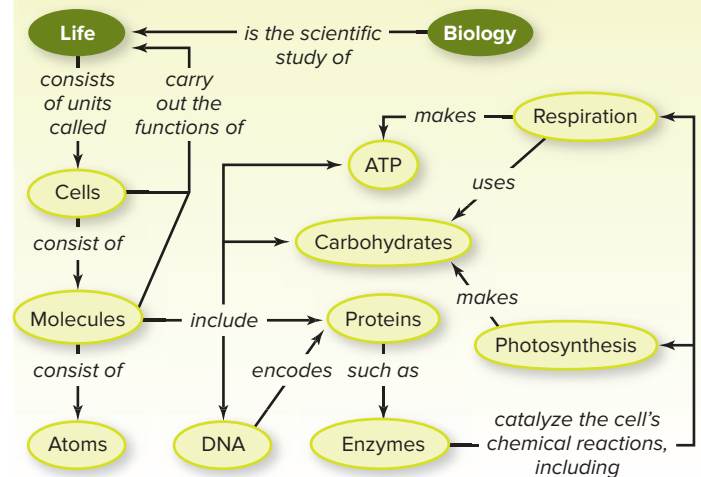 Life
is the scientific
study of
Biology
consists
of units
called
carry
out the
functions of
makes
Respiration
ATP
uses
Cells
consist of
Carbohydrates
makes
Molecules
include
Proteins
Photosynthesis
consist of
encodes
such as
Atoms
DNA
Enzymes
catalyze the cell’s
chemical reactions,
including